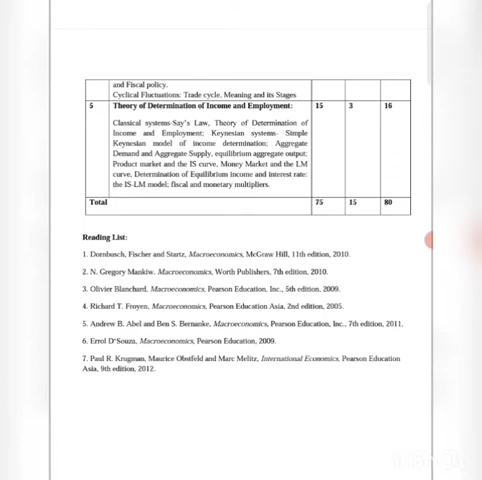 and Fiscal policy.
Cyclical Fluctuations: Trade cycle, Meaning and its Stages
5 Theory of Determination of Income and Employment: 15 3 16
Classical systems-Say's Law, Theory of Determination of
Income and Employment; Keynesian systems- Simple
Keynesian model of income determination; Aggregate
Demand and Aggregate Supply, equilibrium aggregate output;
Product market and the IS curve, Money Market and the LM
curve, Determination of Equilibrium income and interest rate:
the IS-LM model; fiscal and monetary multipliers.
Total 75 15 80
Reading List:
1. Dornbusch, Fischer and Startz, Macroeconomics, McGraw Hill, 11th edition, 2010.
2. N. Gregory Mankiw. Macroeconomics, Worth Publishers, 7th edition, 2010.
3. Olivier Blanchard, Macroeconomics, Pearson Education, Inc., 5th edition, 2009.
4. Richard T. Froyen, Macroeconomics, Pearson Education Asia, 2nd edition, 2005.
5. Andrew B. Abel and Ben S. Bernanke, Macroeconomics, Pearson Education, Inc., 7th edition, 2011.
6. Errol D'Souza, Macroeconomics, Pearson Education, 2009.
7. Paul R. Krugman, Maurice Obstfeld and Marc Melitz, International Economics, Pearson Education
Asia, 9th edition, 2012.